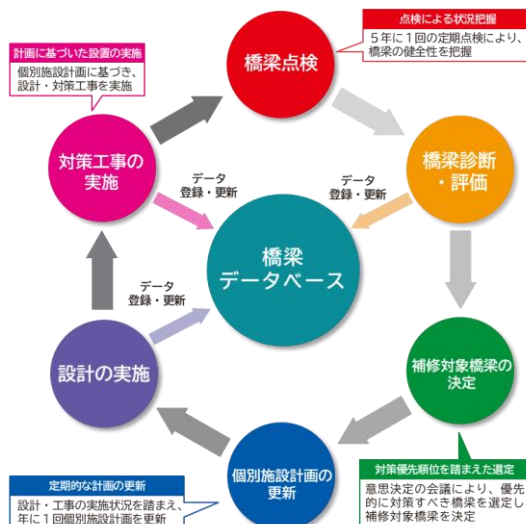 点検による状況把握
５年に１回の定期点検により、
橋梁の健全性を把握
橋梁点検
計画に基づいた設置の実施
個別施設計画に基づき、
設計・対策工事を実施
対策工事の
実施
橋梁診断
・評価
データ
登録・更新
データ
登録・更新
橋梁
データベース
データ
登録・更新
設計の実施
補修対象橋梁の
決定
個別施設計画の
更新
対策優先順位を踏まえた選定
意思決定の会議により、優先
的に対策すべき橋梁を選定し
補修対象橋梁を決定
定期的な計画の更新
設計・工事の実施状況を踏まえ、
年に１回個別施設計画を更新